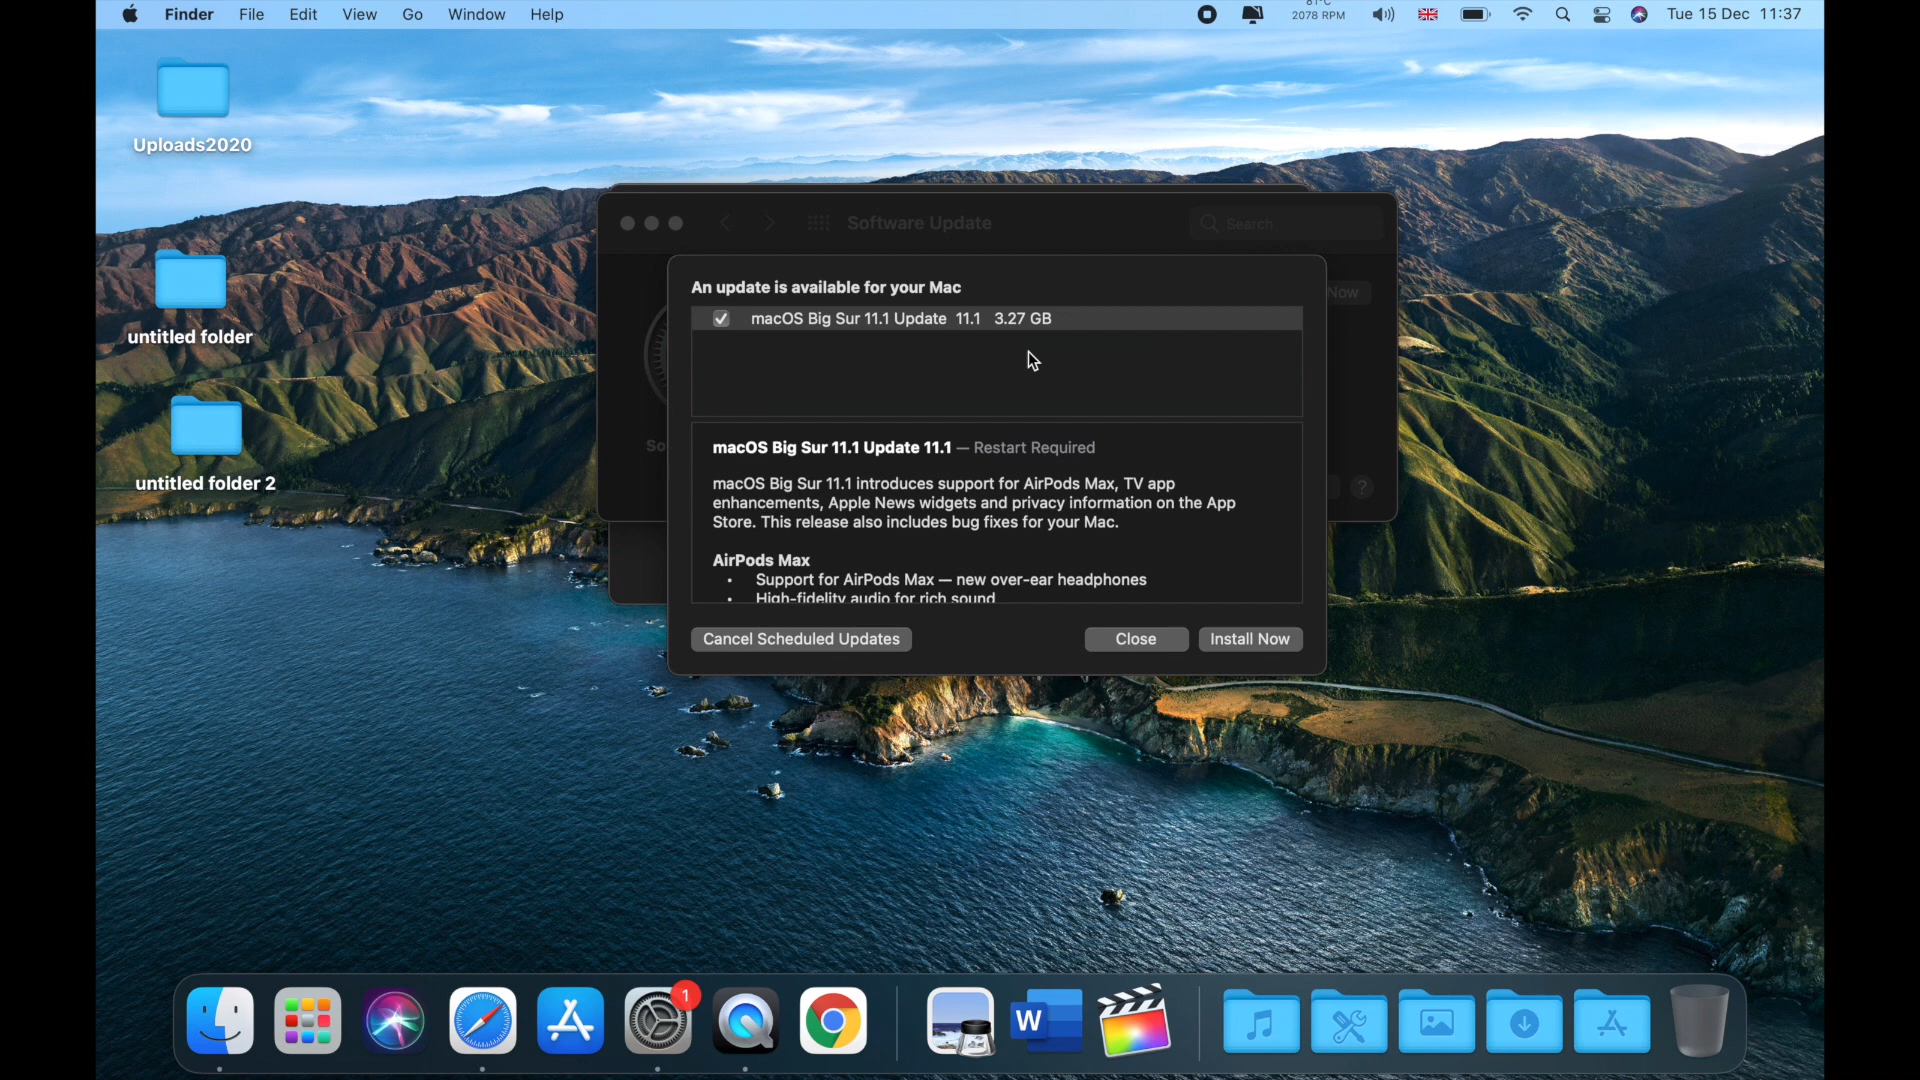 Finder File Edit View Go Window Help
2078 RPM
Tue 15 Dec 11:37
Uploads2020
untitled folder
untitled folder 2
Software Update
Search
Now
So
?
An update is available for your Mac
macOS Big Sur 11.1 Update 11.1 3.27 GB
macOS Big Sur 11.1 Update 11.1 — Restart Required
macOS Big Sur 11.1 introduces support for AirPods Max, TV app
enhancements, Apple News widgets and privacy information on the App
Store. This release also includes bug fixes for your Mac.
AirPods Max
• Support for AirPods Max — new over-ear headphones
• High-fidelity audio for rich sound
Cancel Scheduled Updates
Close
Install Now
1
W